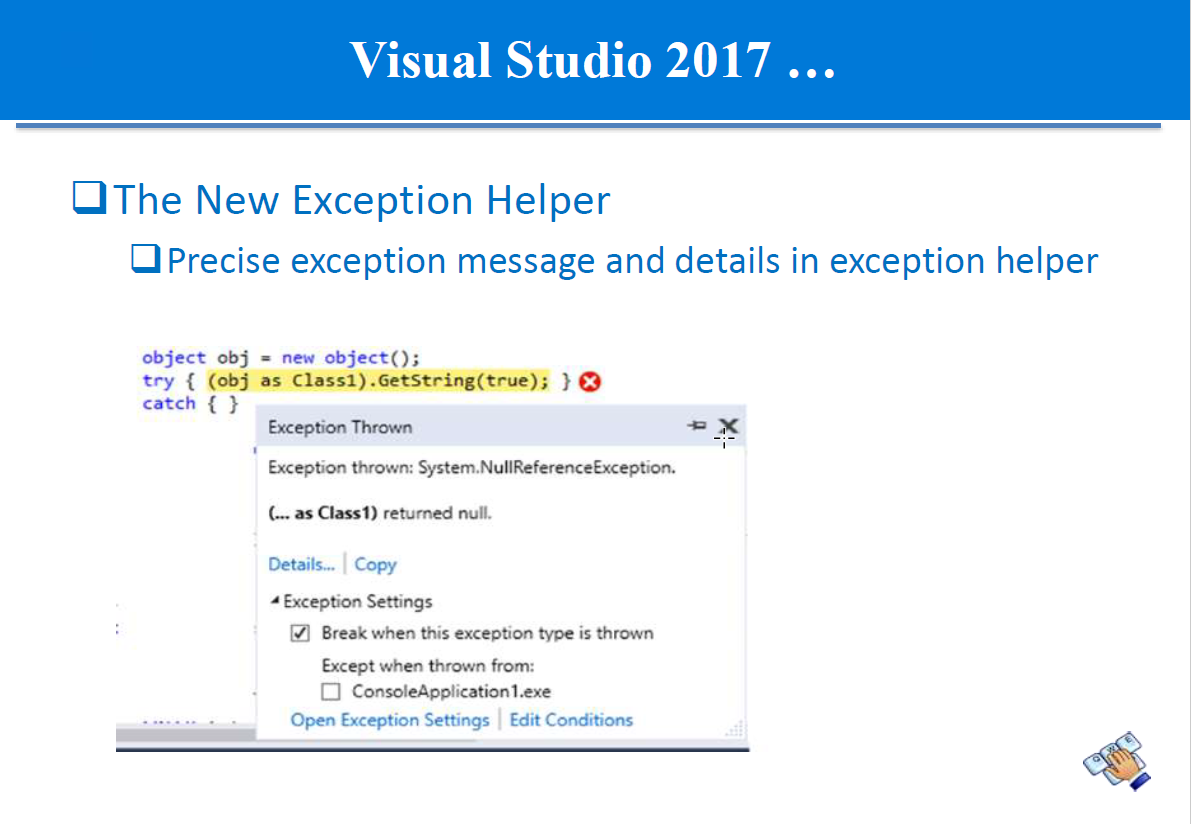 Visual Studio 2017 ...
The New Exception Helper
Precise exception message and details in exception helper
object obj = new object();
try { (obj as Class1).GetString(true); }
catch { }
Exception Thrown
Exception thrown: System.NullReferenceException.
(... as Class1) returned null.
Details... | Copy
Exception Settings
Break when this exception type is thrown
Except when thrown from:
ConsoleApplication1.exe
Open Exception Settings | Edit Conditions